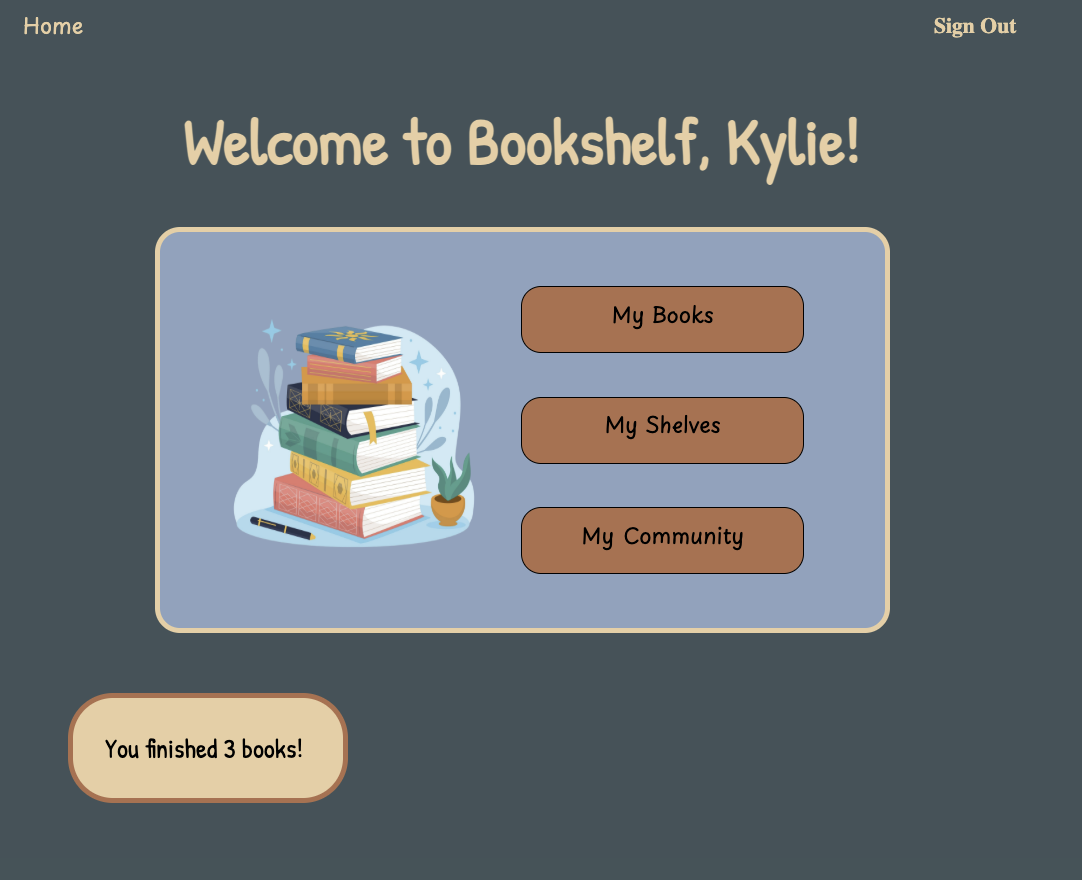 Home
Sign Out
Welcome to Bookshelf, Kylie!
My Books
My Shelves
My Community
You finished 3 books!